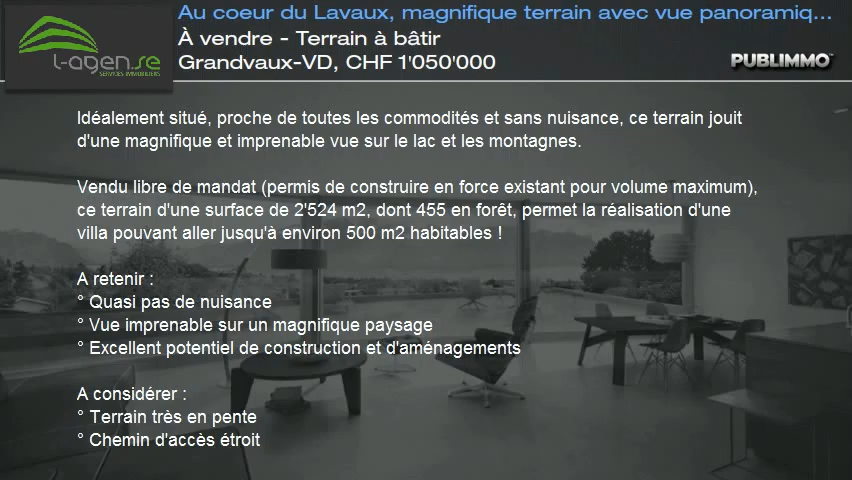 Au coeur du Lavaux, magnifique terrain avec vue panoramiq...
À vendre - Terrain à bâtir
Grandvaux-VD, CHF 1'050'000
l-agen.se
SERVICES IMMOBILIERS
PUBLIMMO
Idéalement situé, proche de toutes les commodités et sans nuisance, ce terrain jouit
d'une magnifique et imprenable vue sur le lac et les montagnes.
Vendu libre de mandat (permis de construire en force existant pour volume maximum),
ce terrain d'une surface de 2'524 m2, dont 455 en forêt, permet la réalisation d'une
villa pouvant aller jusqu'à environ 500 m2 habitables !
A retenir :
° Quasi pas de nuisance
° Vue imprenable sur un magnifique paysage
° Excellent potentiel de construction et d'aménagements
A considérer :
° Terrain très en pente
° Chemin d'accès étroit